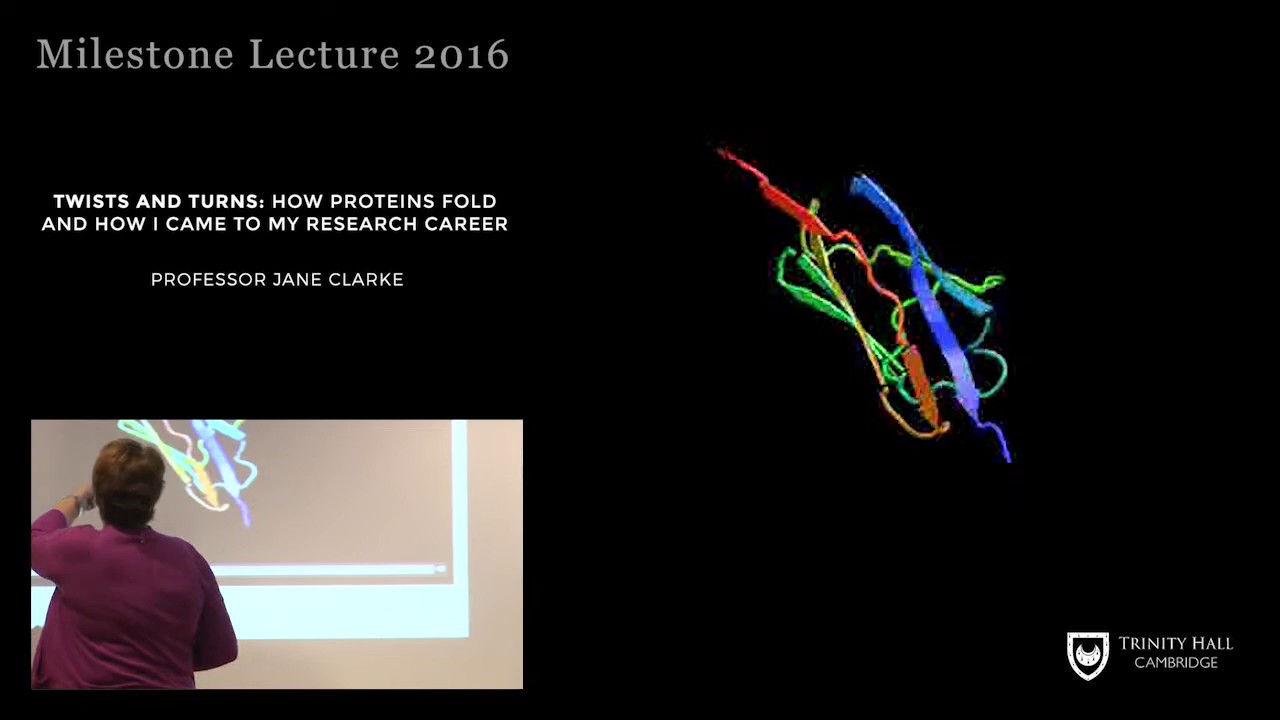 Milestone Lecture 2016
TWISTS AND TURNS: HOW PROTEINS FOLD
AND HOW I CAME TO MY RESEARCH CAREER
PROFESSOR JANE CLARKE
TRINITY HALL
CAMBRIDGE